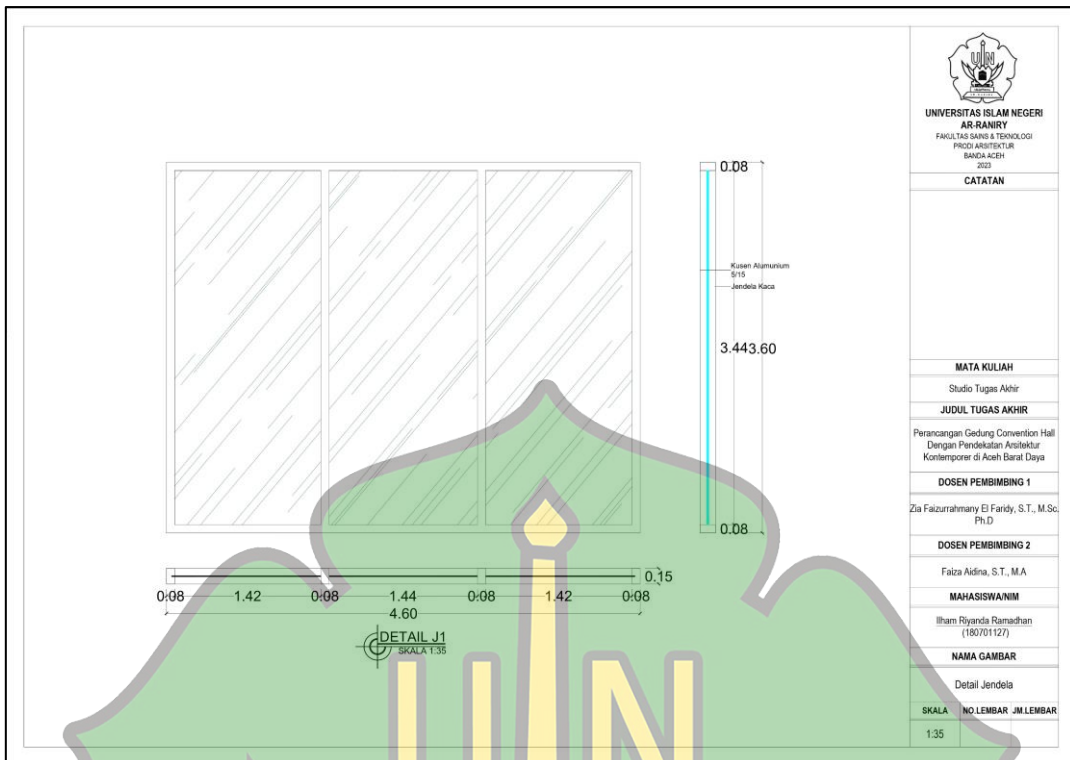 0.08
Kusen Alumunium
5/15
Jendela Kaca
3.44 3.60
0.08
0.15
0.08 1.42 0.08 1.44 0.08 1.42 0.08
4.60
DETAIL J1
SKALA 1:35
UIN
UIN
UNIVERSITAS ISLAM NEGERI
AR-RANIRY
FAKULTAS SAINS & TEKNOLOGI
PRODI ARSITEKTUR
BANDA ACEH
2023
CATATAN
MATA KULIAH
Studio Tugas Akhir
JUDUL TUGAS AKHIR
Perancangan Gedung Convention Hall
Dengan Pendekatan Arsitektur
Kontemporer di Aceh Barat Daya
DOSEN PEMBIMBING 1
Zia Faizurrahmany El Faridy, S.T., M.Sc.
Ph.D
DOSEN PEMBIMBING 2
Faiza Aidina, S.T., M.A
MAHASISWA/NIM
Ilham Riyanda Ramadhan
(180701127)
NAMA GAMBAR
Detail Jendela
SKALA NO.LEMBAR JM.LEMBAR
1:35